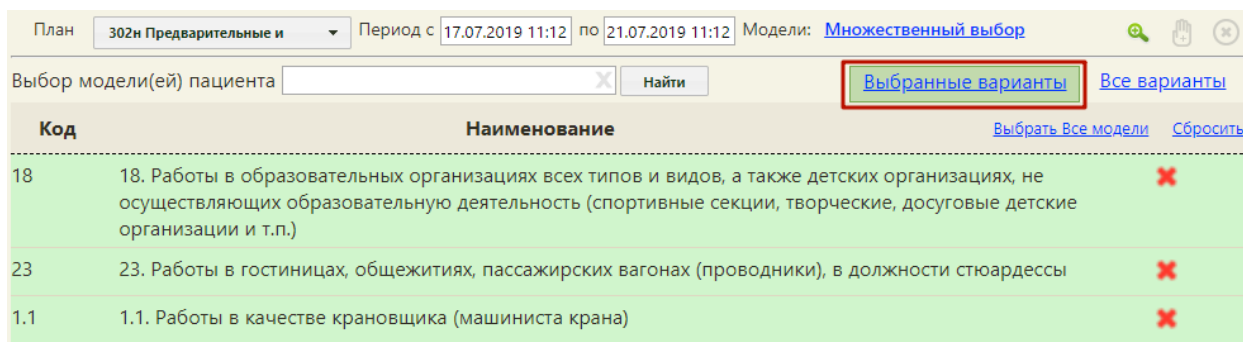 План 302н Предварительные и Период с 17.07.2019 11:12 по 21.07.2019 11:12 Модели: Множественный выбор
Выбор модели(ей) пациента Найти Выбранные варианты Все варианты
Код Наименование Выбрать Все модели Сбросить
18 18. Работы в образовательных организациях всех типов и видов, а также детских организациях, не
осуществляющих образовательную деятельность (спортивные секции, творческие, досуговые детские
организации и т.п.)
23 23. Работы в гостиницах, общежитиях, пассажирских вагонах (проводники), в должности стюардессы
1.1 1.1. Работы в качестве крановщика (машиниста крана)